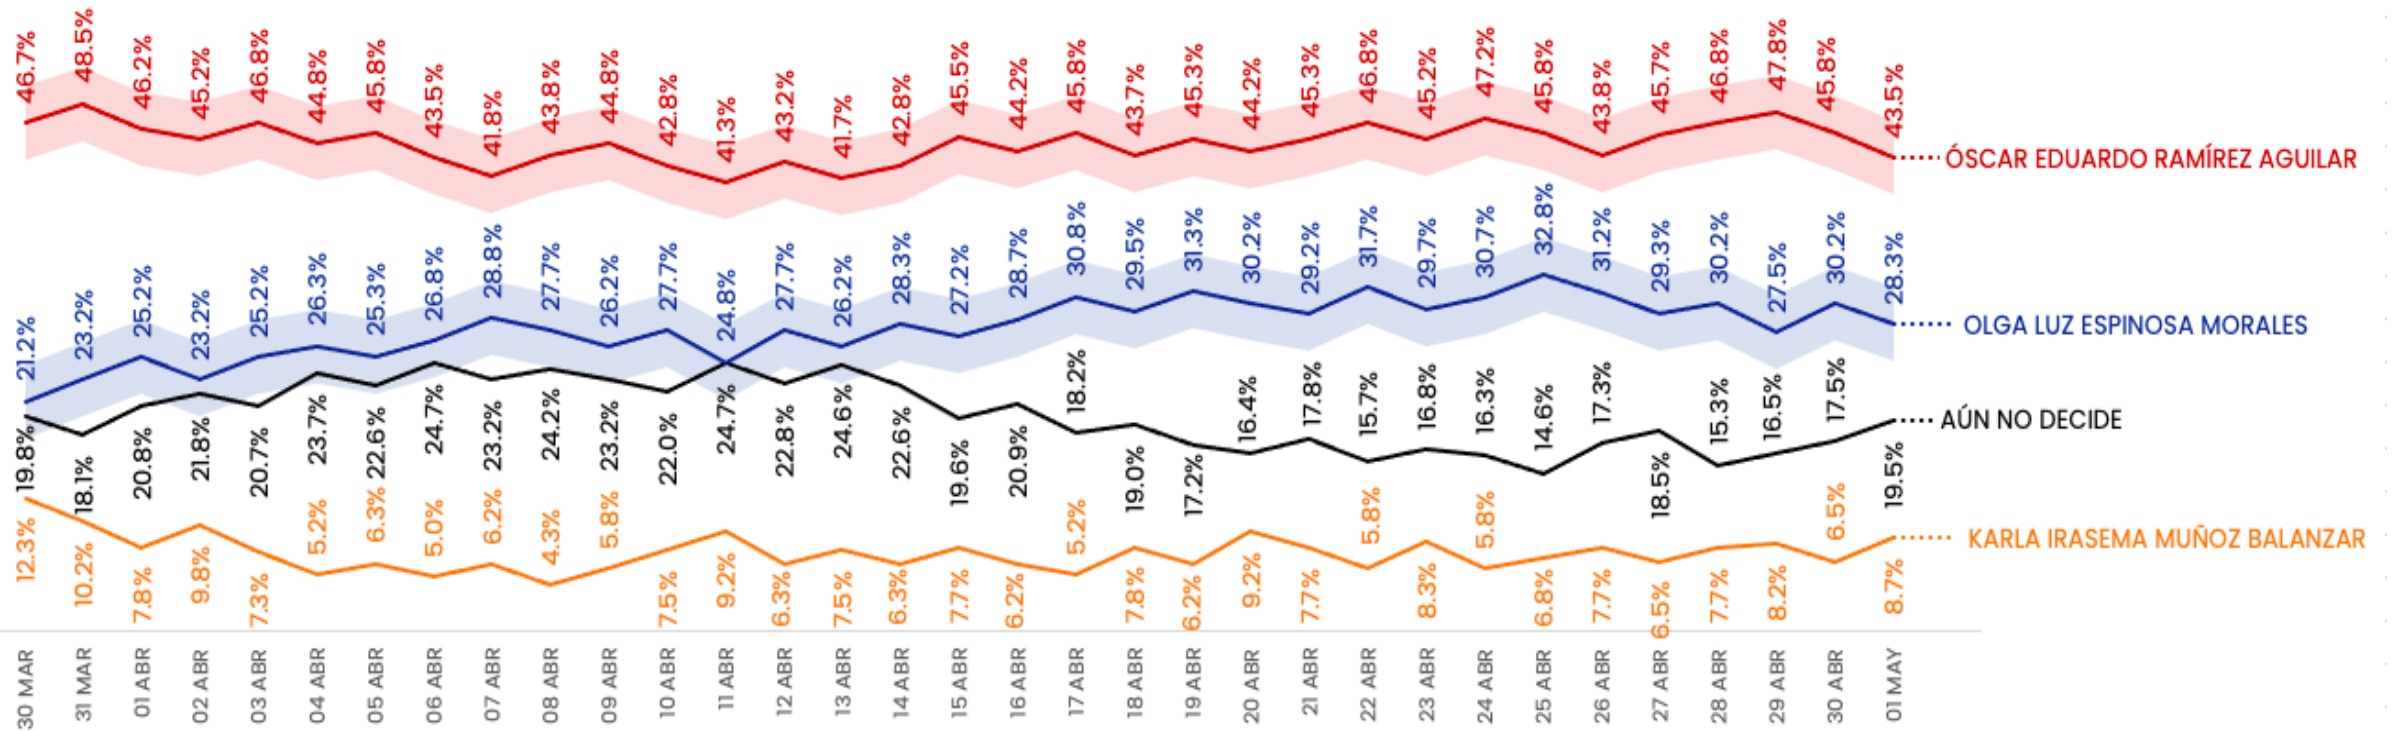 46.7% 48.5% 46.2% 45.2% 46.8% 44.8% 45.8% 43.5% 41.8% 43.8% 44.8% 42.8% 41.3% 43.2% 41.7% 42.8% 45.5% 44.2% 45.8% 43.7% 45.3% 44.2% 45.3% 46.8% 45.2% 47.2% 45.8% 43.8% 45.7% 46.8% 47.8% 45.8% 43.5%
ÓSCAR EDUARDO RAMÍREZ AGUILAR
21.2% 23.2% 25.2% 23.2% 25.2% 26.3% 25.3% 26.8% 28.8% 27.7% 26.2% 27.7% 24.8% 27.7% 26.2% 28.3% 27.2% 28.7% 30.8% 29.5% 31.3% 30.2% 29.2% 31.7% 29.7% 30.7% 32.8% 31.2% 29.3% 30.2% 27.5% 30.2% 28.3%
OLGA LUZ ESPINOSA MORALES
19.8% 18.1% 20.8% 21.8% 20.7% 23.7% 22.6% 24.7% 23.2% 24.2% 23.2% 22.0% 24.7% 22.8% 24.6% 22.6% 19.6% 20.9% 18.2% 19.0% 17.2% 16.4% 17.8% 15.7% 16.8% 16.3% 14.6% 17.3% 18.5% 15.3% 16.5% 17.5% 19.5%
AÚN NO DECIDE
12.3% 10.2% 7.8% 9.8% 7.3% 5.2% 6.3% 5.0% 6.2% 4.3% 5.8% 7.5% 9.2% 6.3% 7.5% 6.3% 7.7% 6.2% 5.2% 7.8% 6.2% 9.2% 7.7% 5.8% 8.3% 5.8% 6.8% 7.7% 6.5% 7.7% 8.2% 6.5% 8.7%
KARLA IRASEMA MUÑOZ BALANZAR
30 MAR 31 MAR 01 ABR 02 ABR 03 ABR 04 ABR 05 ABR 06 ABR 07 ABR 08 ABR 09 ABR 10 ABR 11 ABR 12 ABR 13 ABR 14 ABR 15 ABR 16 ABR 17 ABR 18 ABR 19 ABR 20 ABR 21 ABR 22 ABR 23 ABR 24 ABR 25 ABR 26 ABR 27 ABR 28 ABR 29 ABR 30 ABR 01 MAY